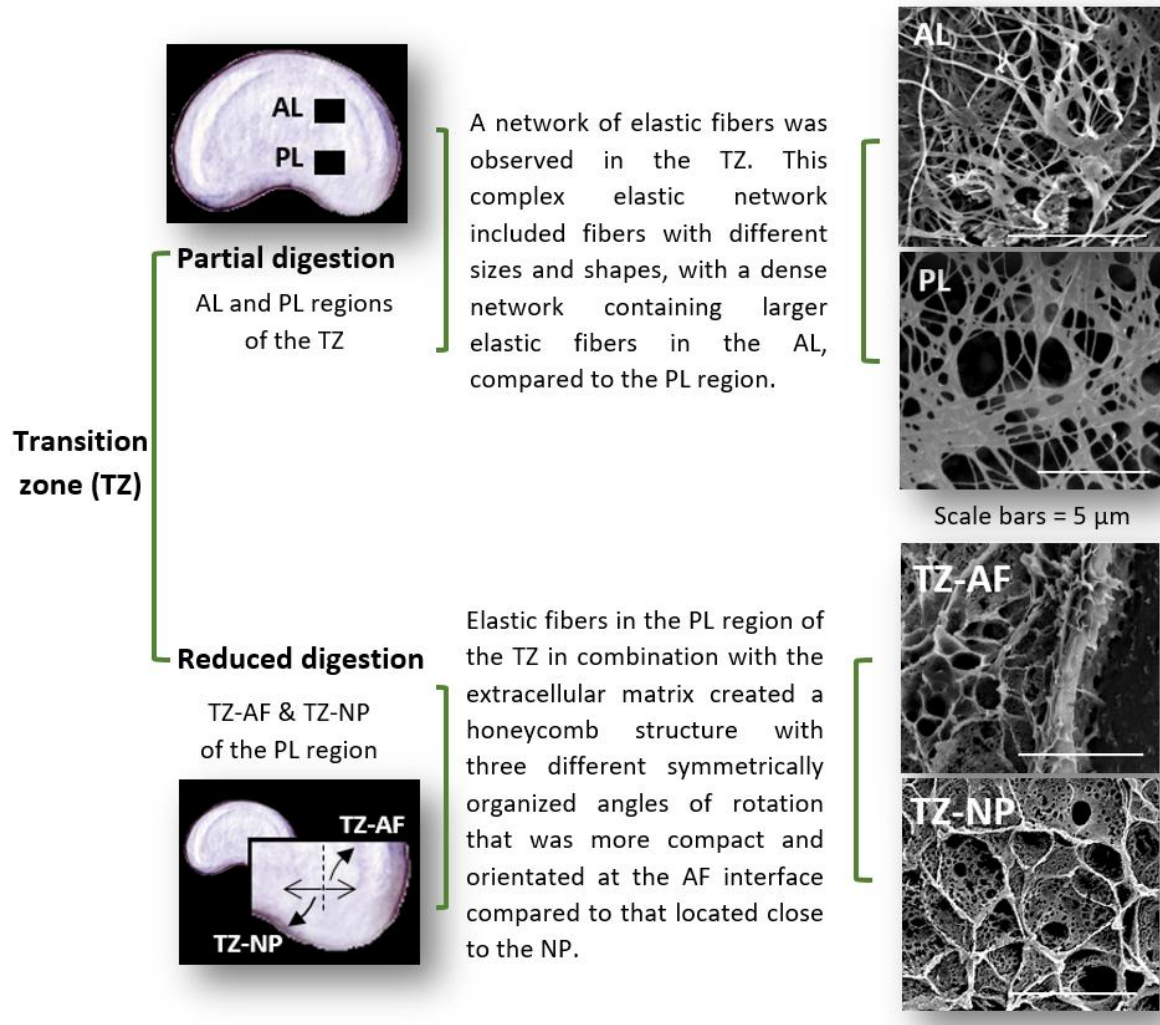 AL
PL
Partial digestion
AL and PL regions
of the TZ
A network of elastic fibers was
observed in the TZ. This
complex elastic network
included fibers with different
sizes and shapes, with a dense
network containing larger
elastic fibers in the AL,
compared to the PL region.
AL
PL
Scale bars = 5 μm
Transition
zone (TZ)
Reduced digestion
TZ-AF & TZ-NP
of the PL region
TZ-AF
TZ-NP
Elastic fibers in the PL region of
the TZ in combination with the
extracellular matrix created a
honeycomb structure with
three different symmetrically
organized angles of rotation
that was more compact and
orientated at the AF interface
compared to that located close
to the NP.
TZ-AF
TZ-NP